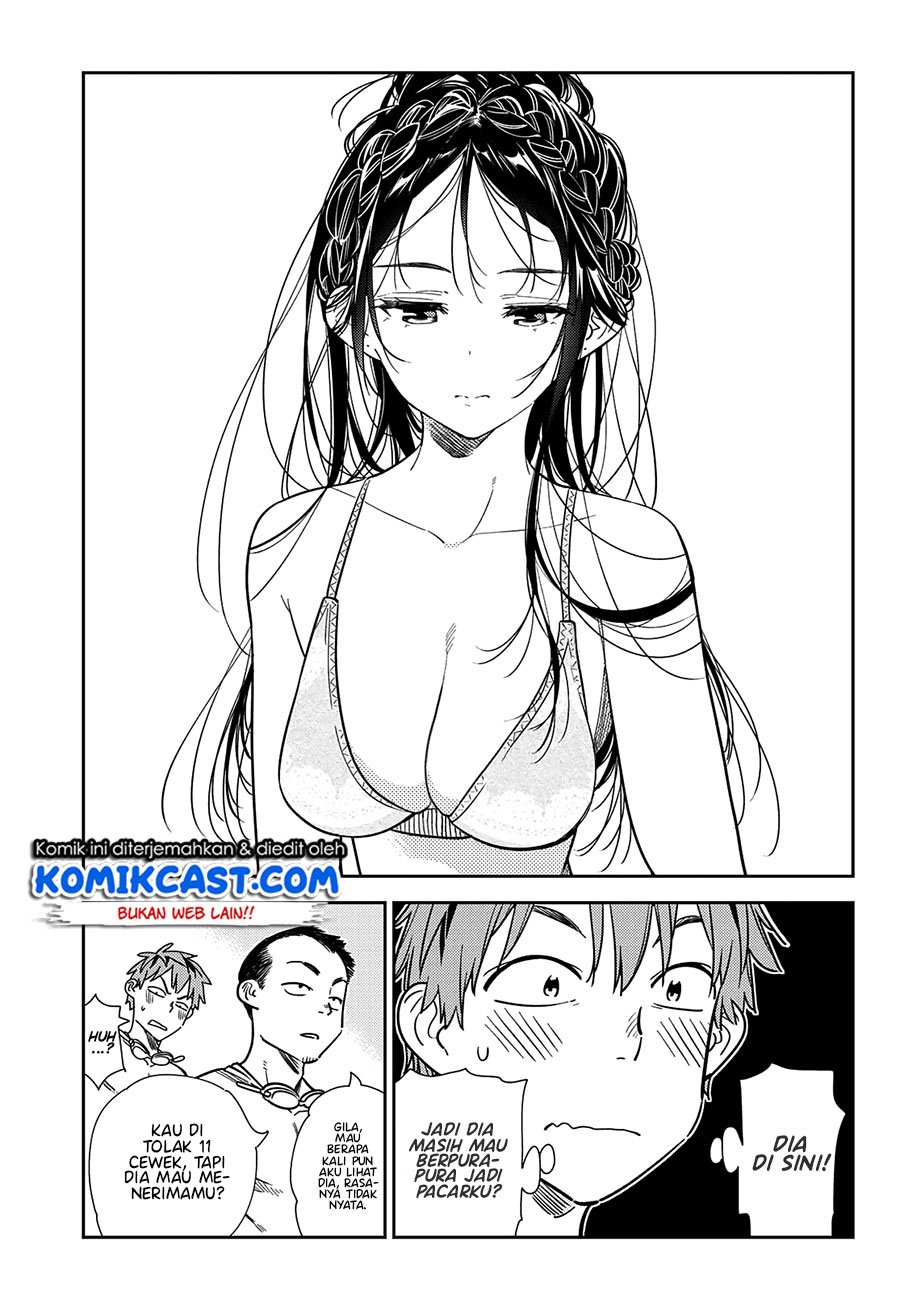 Komik ini diterjemahkan & diedit oleh
KOMIKCAST.COM
BUKAN WEB LAIN!!
DIA
DI SINI!
JADI DIA
MASIH MAU
BERPURA-
PURA JADI
PACARKU?
GILA,
MAU
BERAPA
KALI PUN
AKU LIHAT
DIA, RASA-
NYA TIDAK
NYATA.
HUH
...?
KAU DI
TOLAK 11
CEWEK, TAPI
DIA MAU ME-
NERIMAMU?